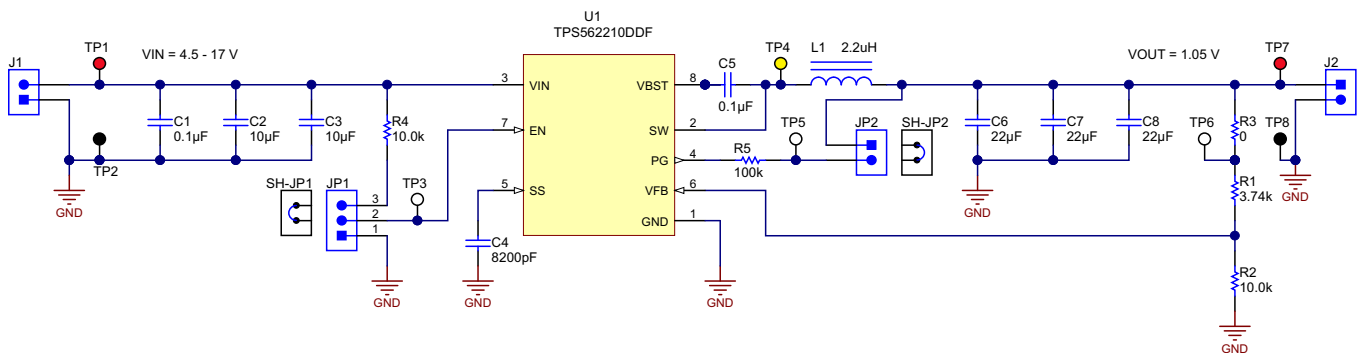 U1
TPS562210DDF
J1
TP1
VIN = 4.5 - 17 V
TP4
L1
2.2uH
VOUT = 1.05 V
TP7
J2
C5
0.1µF
3
VIN
VBST
8
C1
0.1µF
C2
10µF
C3
10µF
R4
10.0k
7
EN
SW
2
TP5
JP2
SH-JP2
C6
22µF
C7
22µF
C8
22µF
TP6
R3
0
TP8
TP2
PG
4
R5
100k
GND
SH-JP1
JP1
3
2
1
TP3
5
SS
VFB
6
GND
1
GND
R1
3.74k
GND
C4
8200pF
GND
GND
GND
R2
10.0k
GND